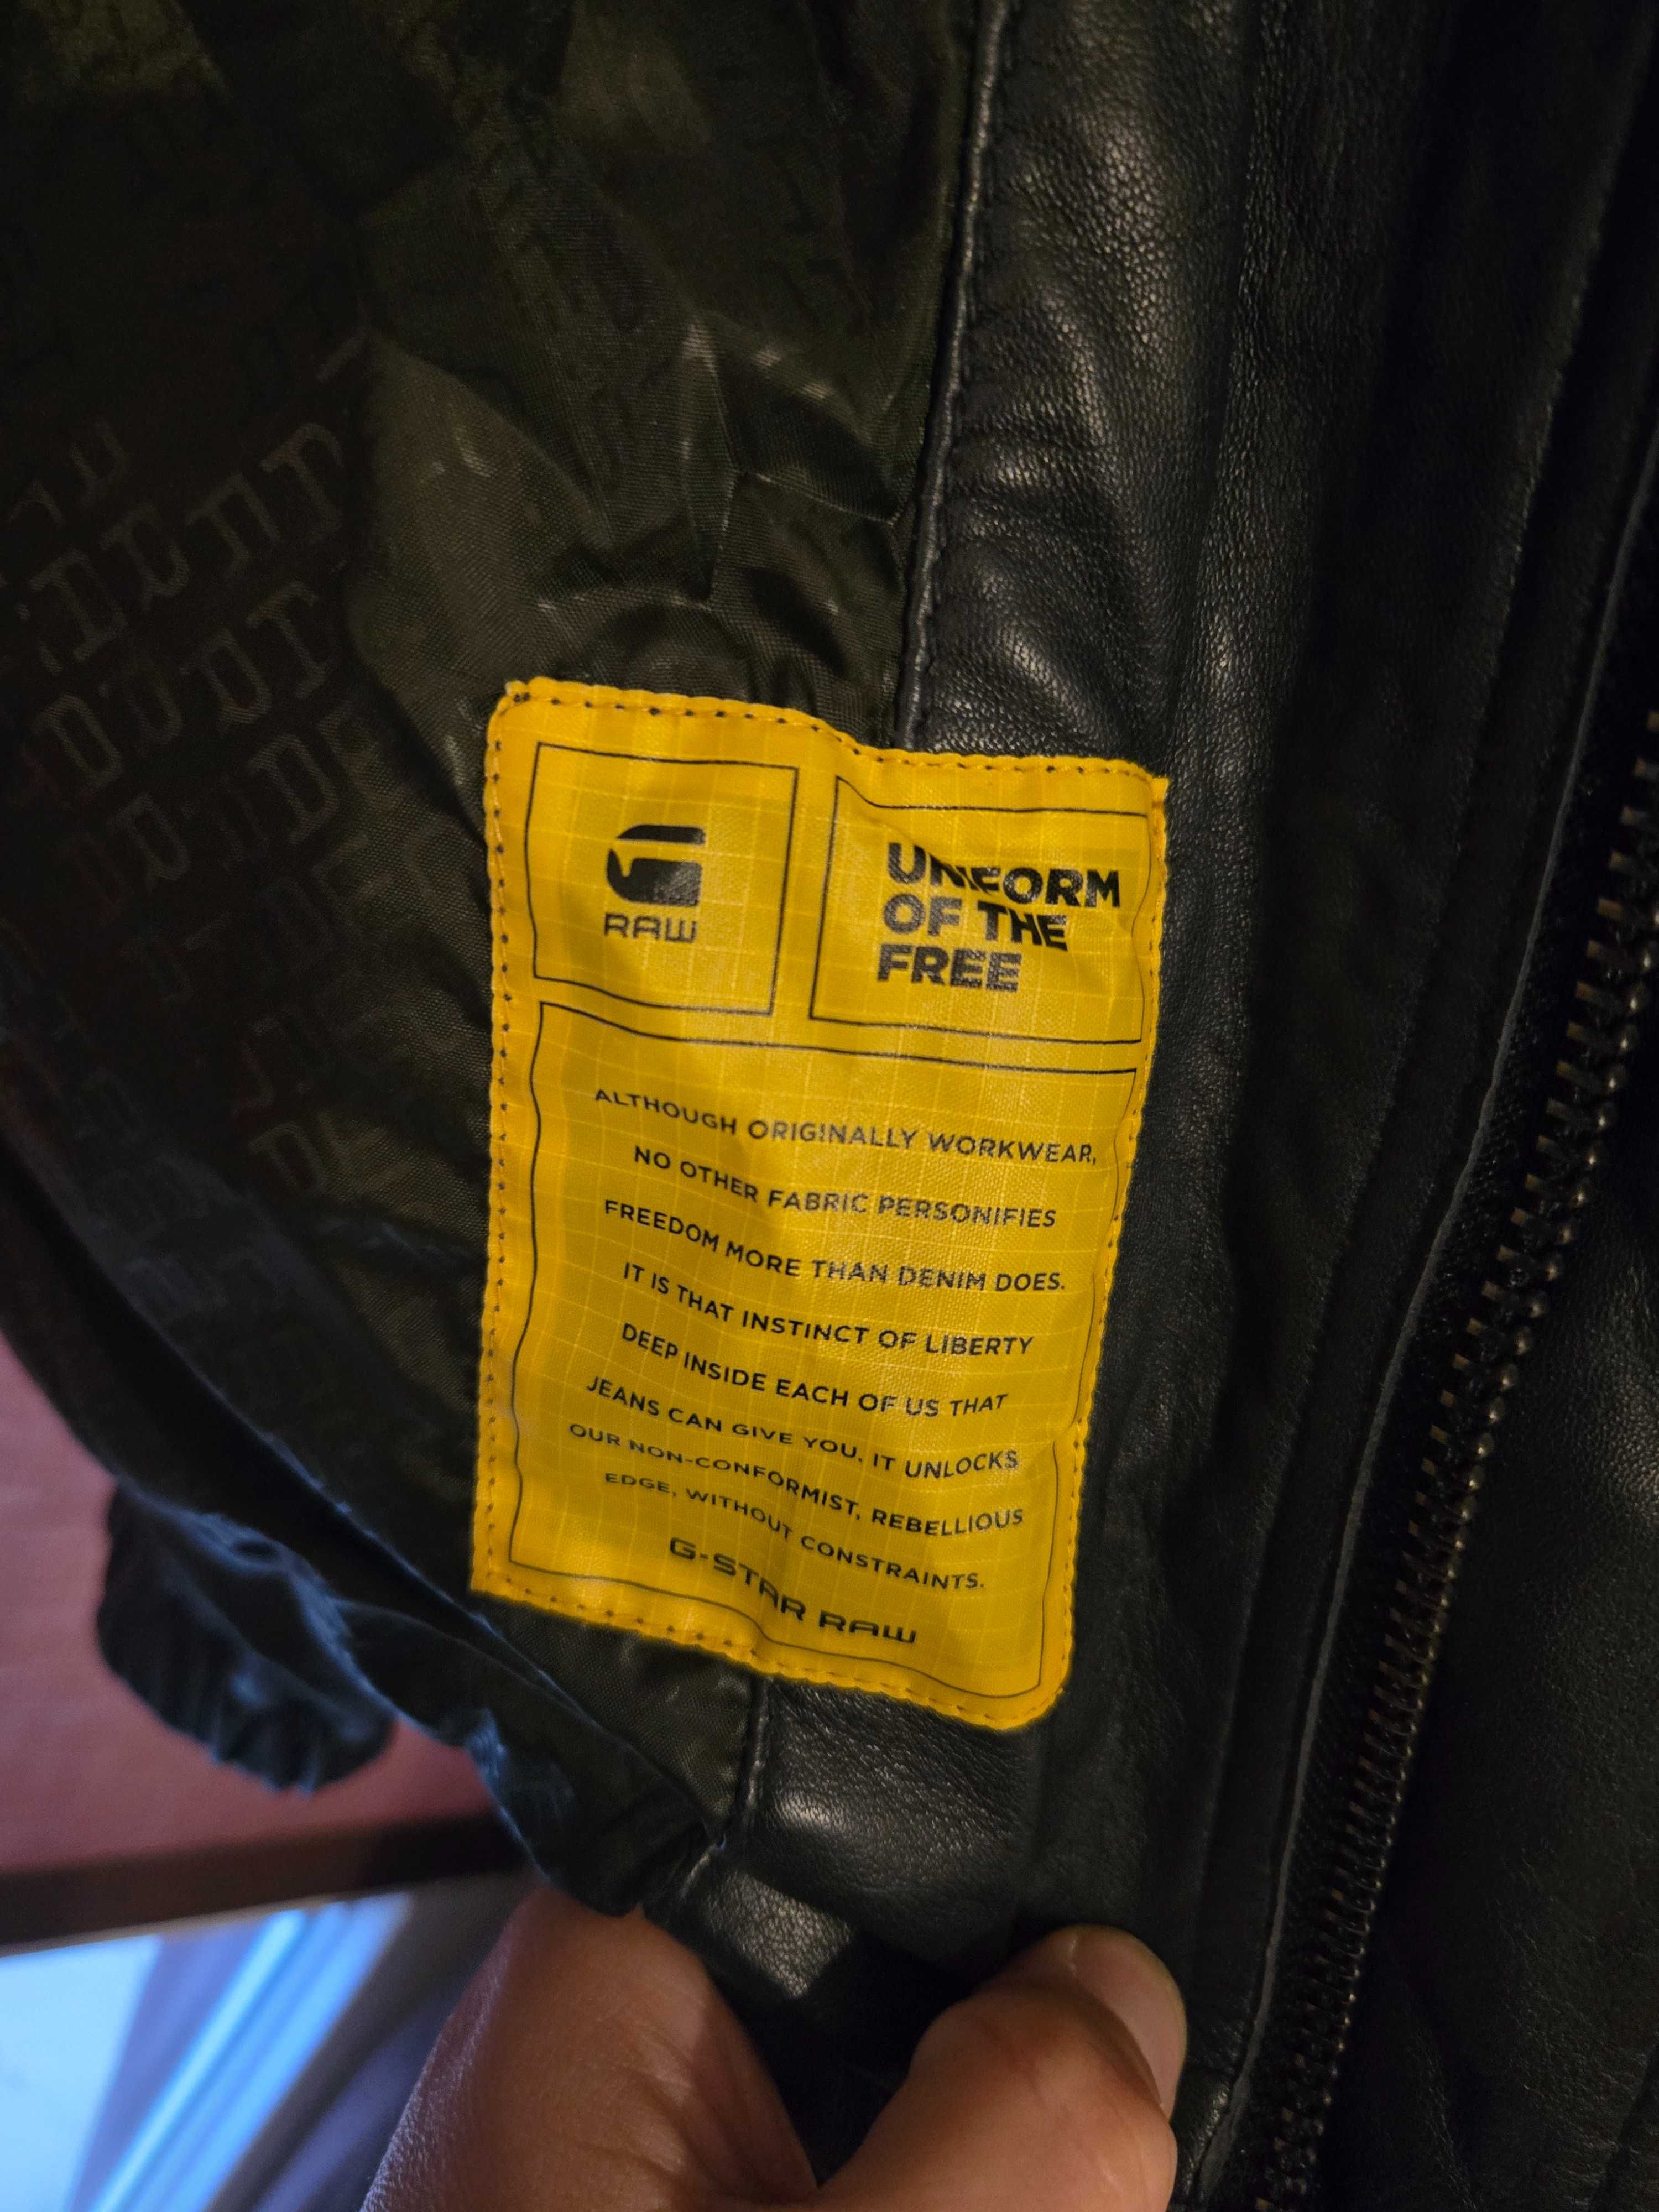 RAW
UNIFORM
OF THE
FREE
ALTHOUGH ORIGINALLY WORKWEAR,
NO OTHER FABRIC PERSONIFIES
FREEDOM MORE THAN DENIM DOES.
IT IS THAT INSTINCT OF LIBERTY
DEEP INSIDE EACH OF US THAT
JEANS CAN GIVE YOU. IT UNLOCKS
OUR NON-CONFORMIST, REBELLIOUS
EDGE, WITHOUT CONSTRAINTS.
G-STAR RAW